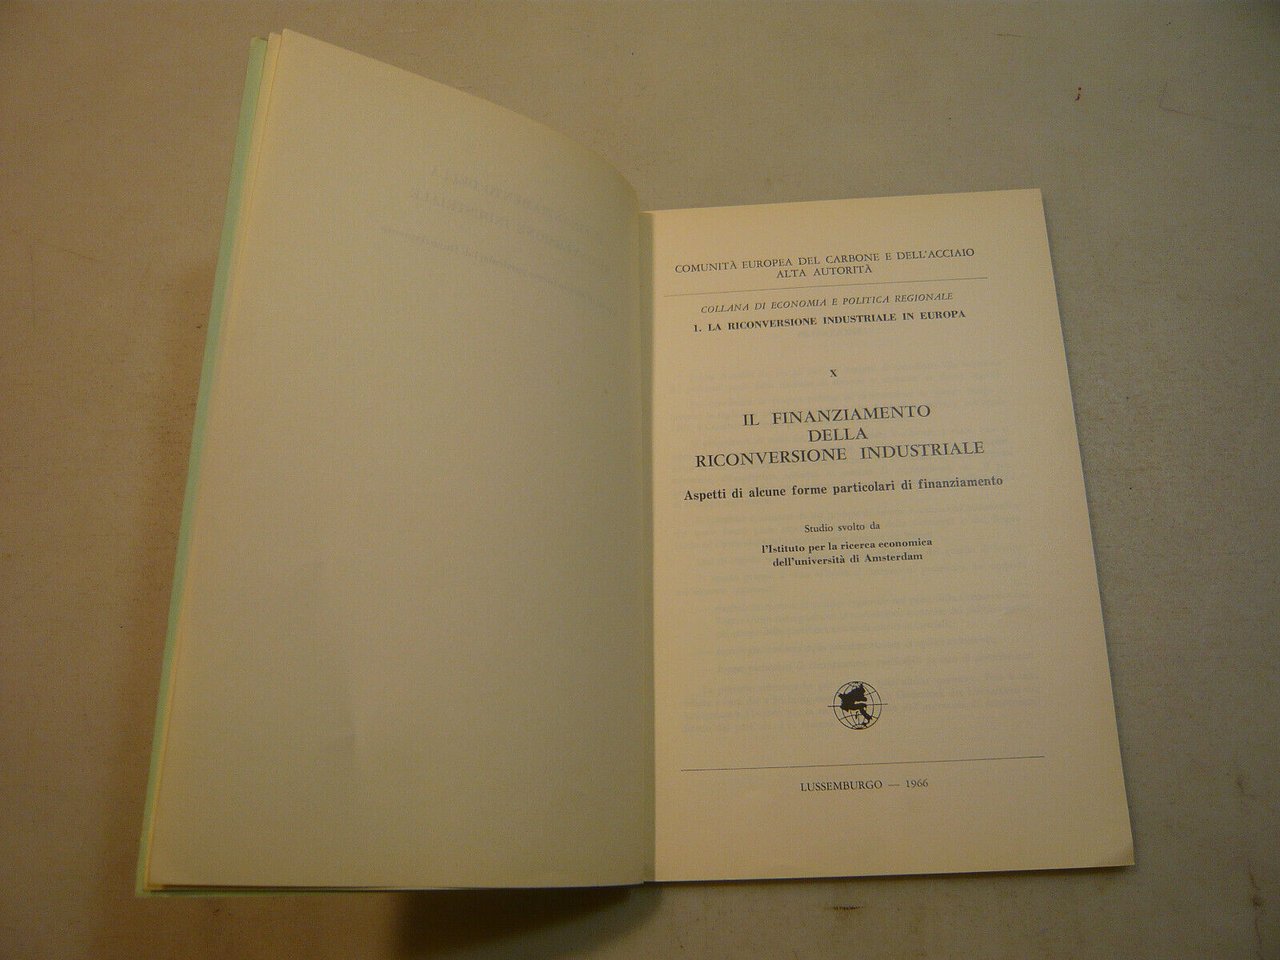 COMUNITÀ EUROPEA DEL CARBONE E DELL'ACCIAIO
ALTA AUTORITÀ
COLLANA DI ECONOMIA E POLITICA REGIONALE
1. LA RICONVERSIONE INDUSTRIALE IN EUROPA
X
IL FINANZIAMENTO
DELLA
RICONVERSIONE INDUSTRIALE
Aspetti di alcune forme particolari di finanziamento
Studio svolto da
l'Istituto per la ricerca economica
dell'università di Amsterdam
LUSSEMBURGO — 1966